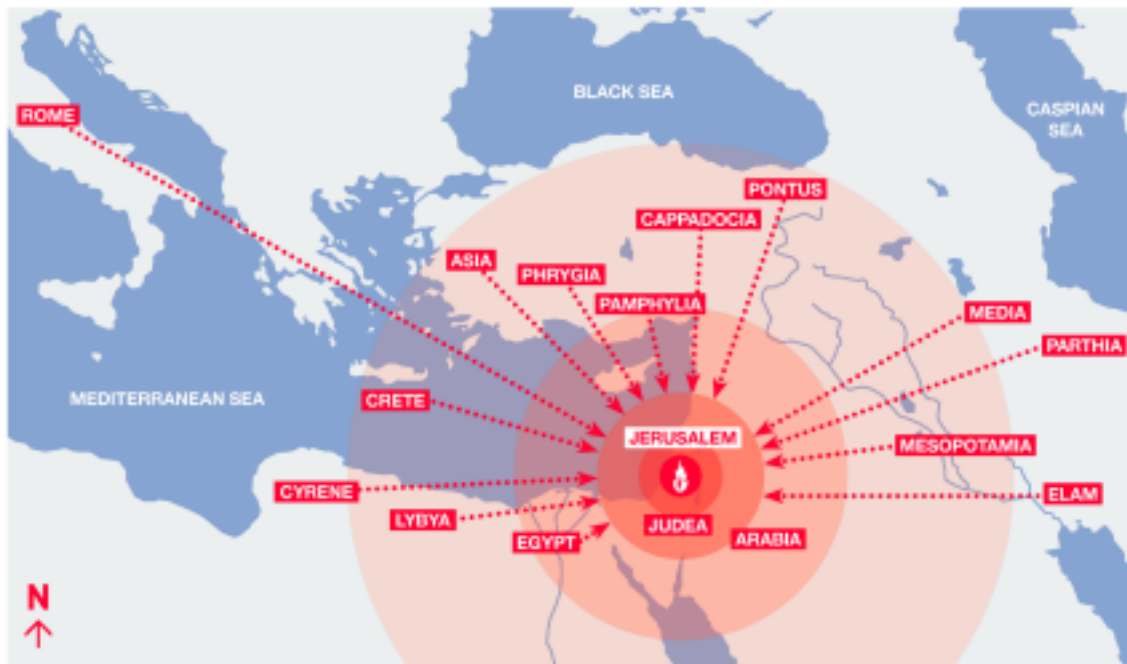 BLACK SEA
CASPIAN
SEA
ROME
PONTUS
CAPPADOCIA
ASIA
PHRYGIA
PAMPHYLIA
MEDIA
PARTHIA
MEDITERRANEAN SEA
CRETE
JERUSALEM
MESOPOTAMIA
CYRENE
ELAM
LYBYA
JUDEA
EGYPT
ARABIA
N